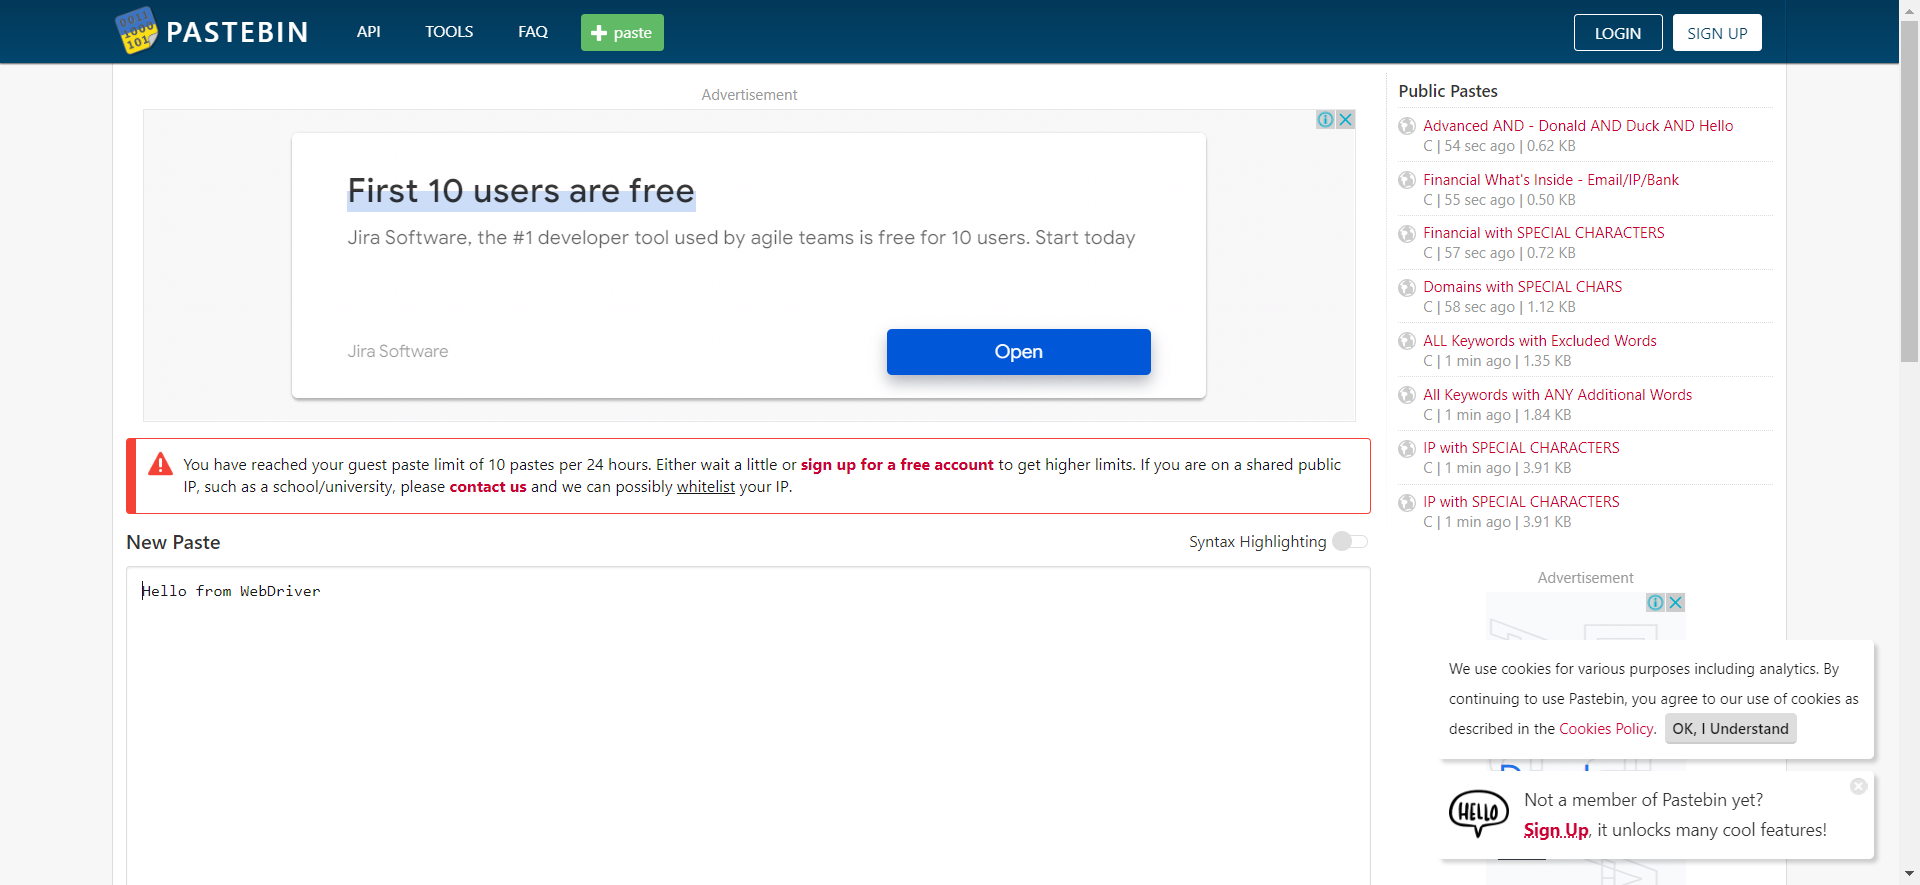 PASTEBIN
API
TOOLS
FAQ
paste
LOGIN
SIGN UP
Advertisement
First 10 users are free
Jira Software, the #1 developer tool used by agile teams is free for 10 users. Start today
Jira Software
Open
You have reached your guest paste limit of 10 pastes per 24 hours. Either wait a little or sign up for a free account to get higher limits. If you are on a shared public
IP, such as a school/university, please contact us and we can possibly whitelist your IP.
New Paste
Syntax Highlighting
Hello from WebDriver
Public Pastes
Advanced AND - Donald AND Duck AND Hello
C | 54 sec ago | 0.62 KB
Financial What's Inside - Email/IP/Bank
C | 55 sec ago | 0.50 KB
Financial with SPECIAL CHARACTERS
C | 57 sec ago | 0.72 KB
Domains with SPECIAL CHARS
C | 58 sec ago | 1.12 KB
ALL Keywords with Excluded Words
C | 1 min ago | 1.35 KB
All Keywords with ANY Additional Words
C | 1 min ago | 1.84 KB
IP with SPECIAL CHARACTERS
C | 1 min ago | 3.91 KB
IP with SPECIAL CHARACTERS
C | 1 min ago | 3.91 KB
Advertisement
We use cookies for various purposes including analytics. By
continuing to use Pastebin, you agree to our use of cookies as
described in the Cookies Policy. OK, I Understand
HELLO
Not a member of Pastebin yet?
Sign Up, it unlocks many cool features!